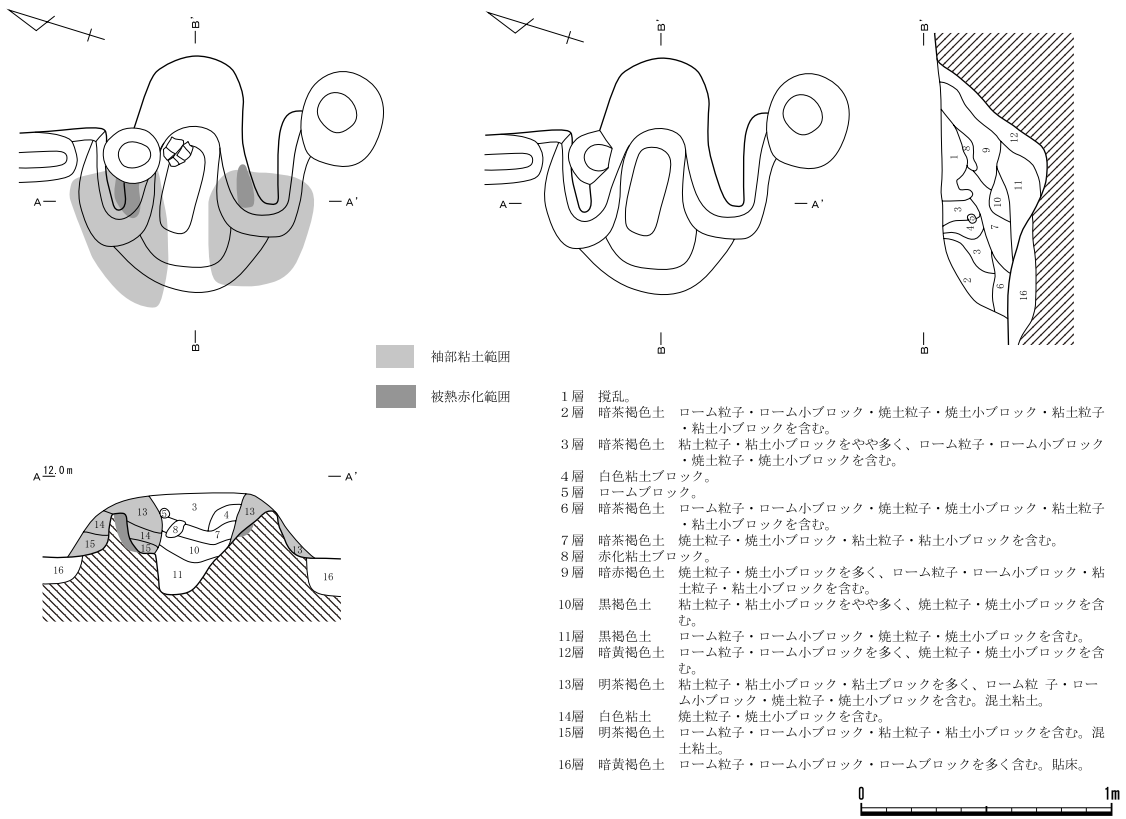 B'
B'
B'
A
A'
A
A'
1
8
9
12
11
3
10
4
5
7
3
2
6
16
B
B
B
袖部粘土範囲
被熱赤化範囲
A 12.0m
A'
13
5
3
4
13
14
8
7
14
15
15
10
13
16
11
16
1層 撹乱。
2層 暗茶褐色土 ローム粒子・ローム小ブロック・焼土粒子・焼土小ブロック・粘土粒子
・粘土小ブロックを含む。
3層 暗茶褐色土 粘土粒子・粘土小ブロックをやや多く、ローム粒子・ローム小ブロック
・焼土粒子・焼土小ブロックを含む。
4層 白色粘土ブロック。
5層 ロームブロック。
6層 暗茶褐色土 ローム粒子・ローム小ブロック・焼土粒子・焼土小ブロック・粘土粒子
・粘土小ブロックを含む。
7層 暗茶褐色土 焼土粒子・焼土小ブロック・粘土粒子・粘土小ブロックを含む。
8層 赤化粘土ブロック。
9層 暗赤褐色土 焼土粒子・焼土小ブロックを多く、ローム粒子・ローム小ブロック・粘
土粒子・粘土小ブロックを含む。
10層 黒褐色土 粘土粒子・粘土小ブロックをやや多く、焼土粒子・焼土小ブロックを含
む。
11層 黒褐色土 ローム粒子・ローム小ブロック・焼土粒子・焼土小ブロックを含む。
12層 暗黄褐色土 ローム粒子・ローム小ブロックを多く、焼土粒子・焼土小ブロックを含
む。
13層 明茶褐色土 粘土粒子・粘土小ブロック・粘土ブロックを多く、ローム粒 子・ロー
ム小ブロック・焼土粒子・焼土小ブロックを含む。混土粘土。
14層 白色粘土 焼土粒子・焼土小ブロックを含む。
15層 明茶褐色土 ローム粒子・ローム小ブロック・粘土粒子・粘土小ブロックを含む。混
土粘土。
16層 暗黄褐色土 ローム粒子・ローム小ブロック・ロームブロックを多く含む。貼床。
0 1m